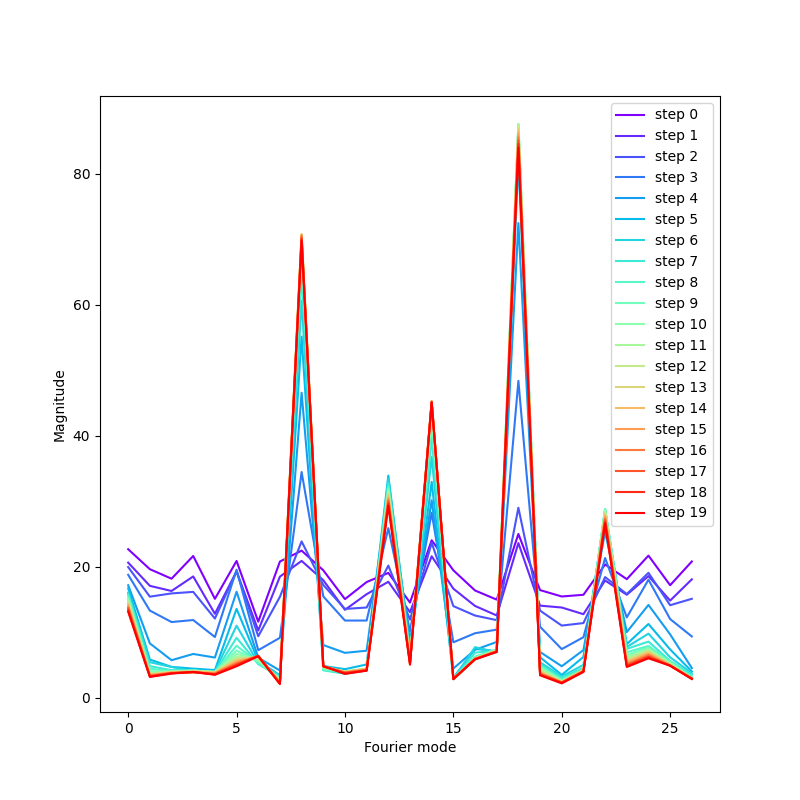 step 0
step 1
step 2
step 3
step 4
step 5
step 6
step 7
step 8
step 9
step 10
step 11
step 12
step 13
step 14
step 15
step 16
step 17
step 18
step 19
80
60
40
20
0
Magnitude
0 5 10 15 20 25
Fourier mode